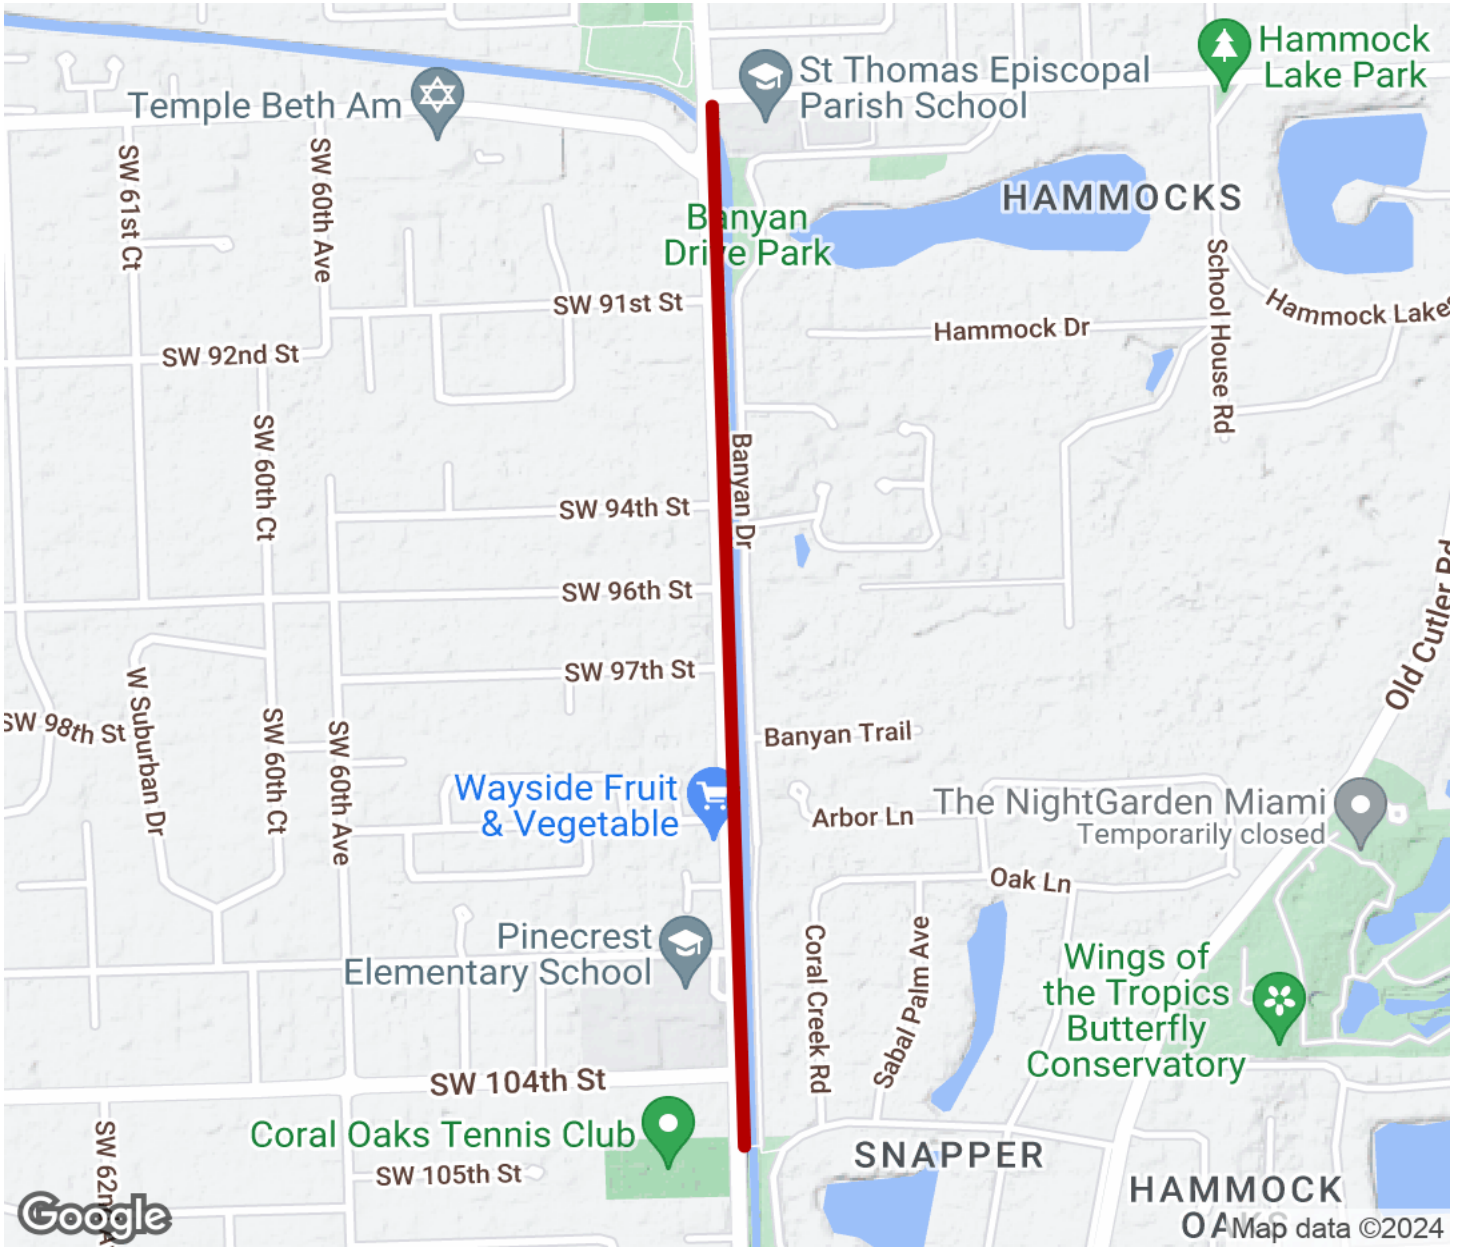 Hammock
Lake Park
St Thomas Episcopal
Parish School
Temple Beth Am
SW 61st Ct
SW 60th Ave
HAMMOCKS
Banyan
Drive Park
School House Rd
SW 91st St
Hammock Lakes
Hammock Dr
SW 92nd St
SW 60th Ct
Banyan Dr
SW 94th St
Old Cutler Rd
SW 96th St
SW 97th St
W Suburban Dr
SW 98th St
SW 60th Ct
SW 60th Ave
Banyan Trail
Wayside Fruit
& Vegetable
Arbor Ln
The NightGarden Miami
Temporarily closed
Oak Ln
Pinecrest
Elementary School
Coral Creek Rd
Sabal Palm Ave
Wings of
the Tropics
Butterfly
Conservatory
SW 104th St
Coral Oaks Tennis Club
SW 105th St
SNAPPER
HAMMOCK
Google
Map data ©2024